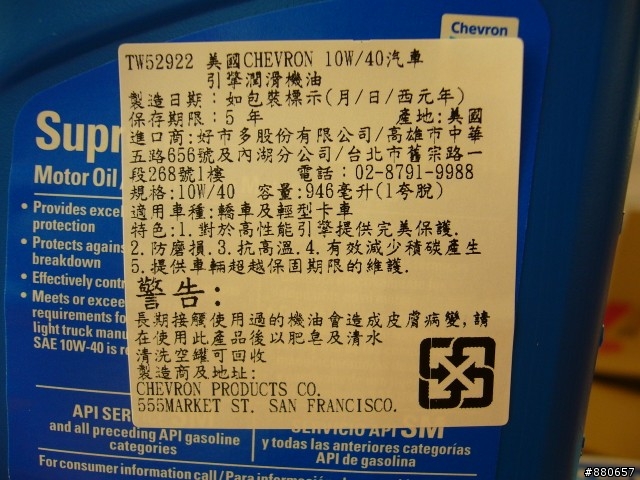 Chevron
TW52922 美國CHEVRON 10W/40汽車
引擎潤滑機油
製造日期：如包裝標示(月/日/西元年)
保存期限：5 年 產地:美國
進口商:好市多股份有限公司/高雄市中華
五路656號及內湖分公司/台北市舊宗路一
段268號1樓 電話：02-8791-9988
規格:10W/40 容量:946毫升(1夸脫)
適用車種:轎車及輕型卡車
特色:1.對於高性能引擎提供完美保護.
2.防磨損.3.抗高溫.4.有效減少積碳產生
5.提供車輛超越保固期限的維護.
警告:
長期接觸使用過的機油會造成皮膚病變,請
在使用此產品後以肥皂及清水
清洗空罐可回收
製造商及地址:
CHEVRON PRODUCTS CO.
555MARKET ST. SAN FRANCISCO.
Motor Oil
• Provides
protection
• Protects
breakdown
• Effectively
• Meets or
requirements
light truck
SAE 10W-40 is
API
and all preceding API gasoline
categories
SERVICIO API SM
y todas las anteriores categorías
API de gasolina
For consumer information call/Para
#880657